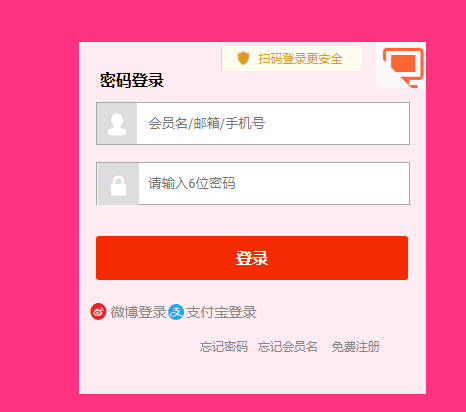 扫码登录更安全
密码登录
会员名/邮箱/手机号
请输入6位密码
登录
微博登录 支付宝登录
忘记密码 忘记会员名 免费注册